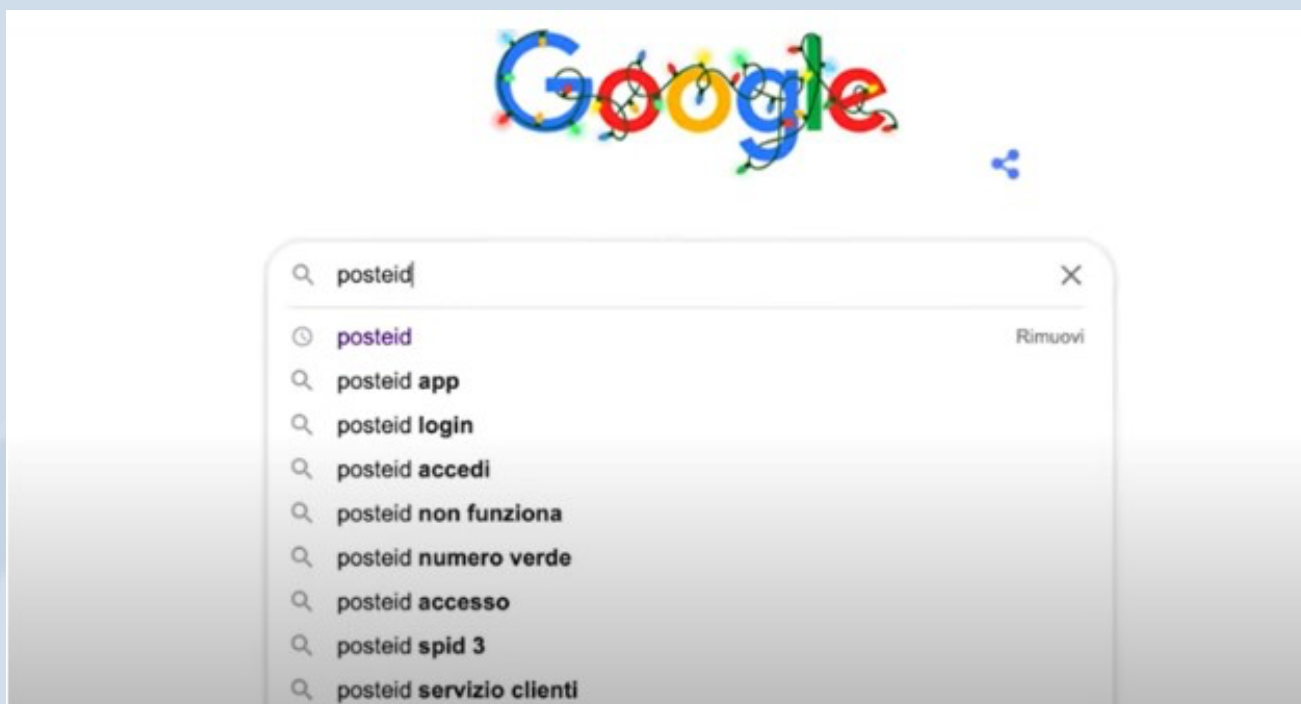 Google
posteid
posteid
Rimuovi
posteid app
posteid login
posteid accedi
posteid non funziona
posteid numero verde
posteid accesso
posteid spid 3
posteid servizio clienti